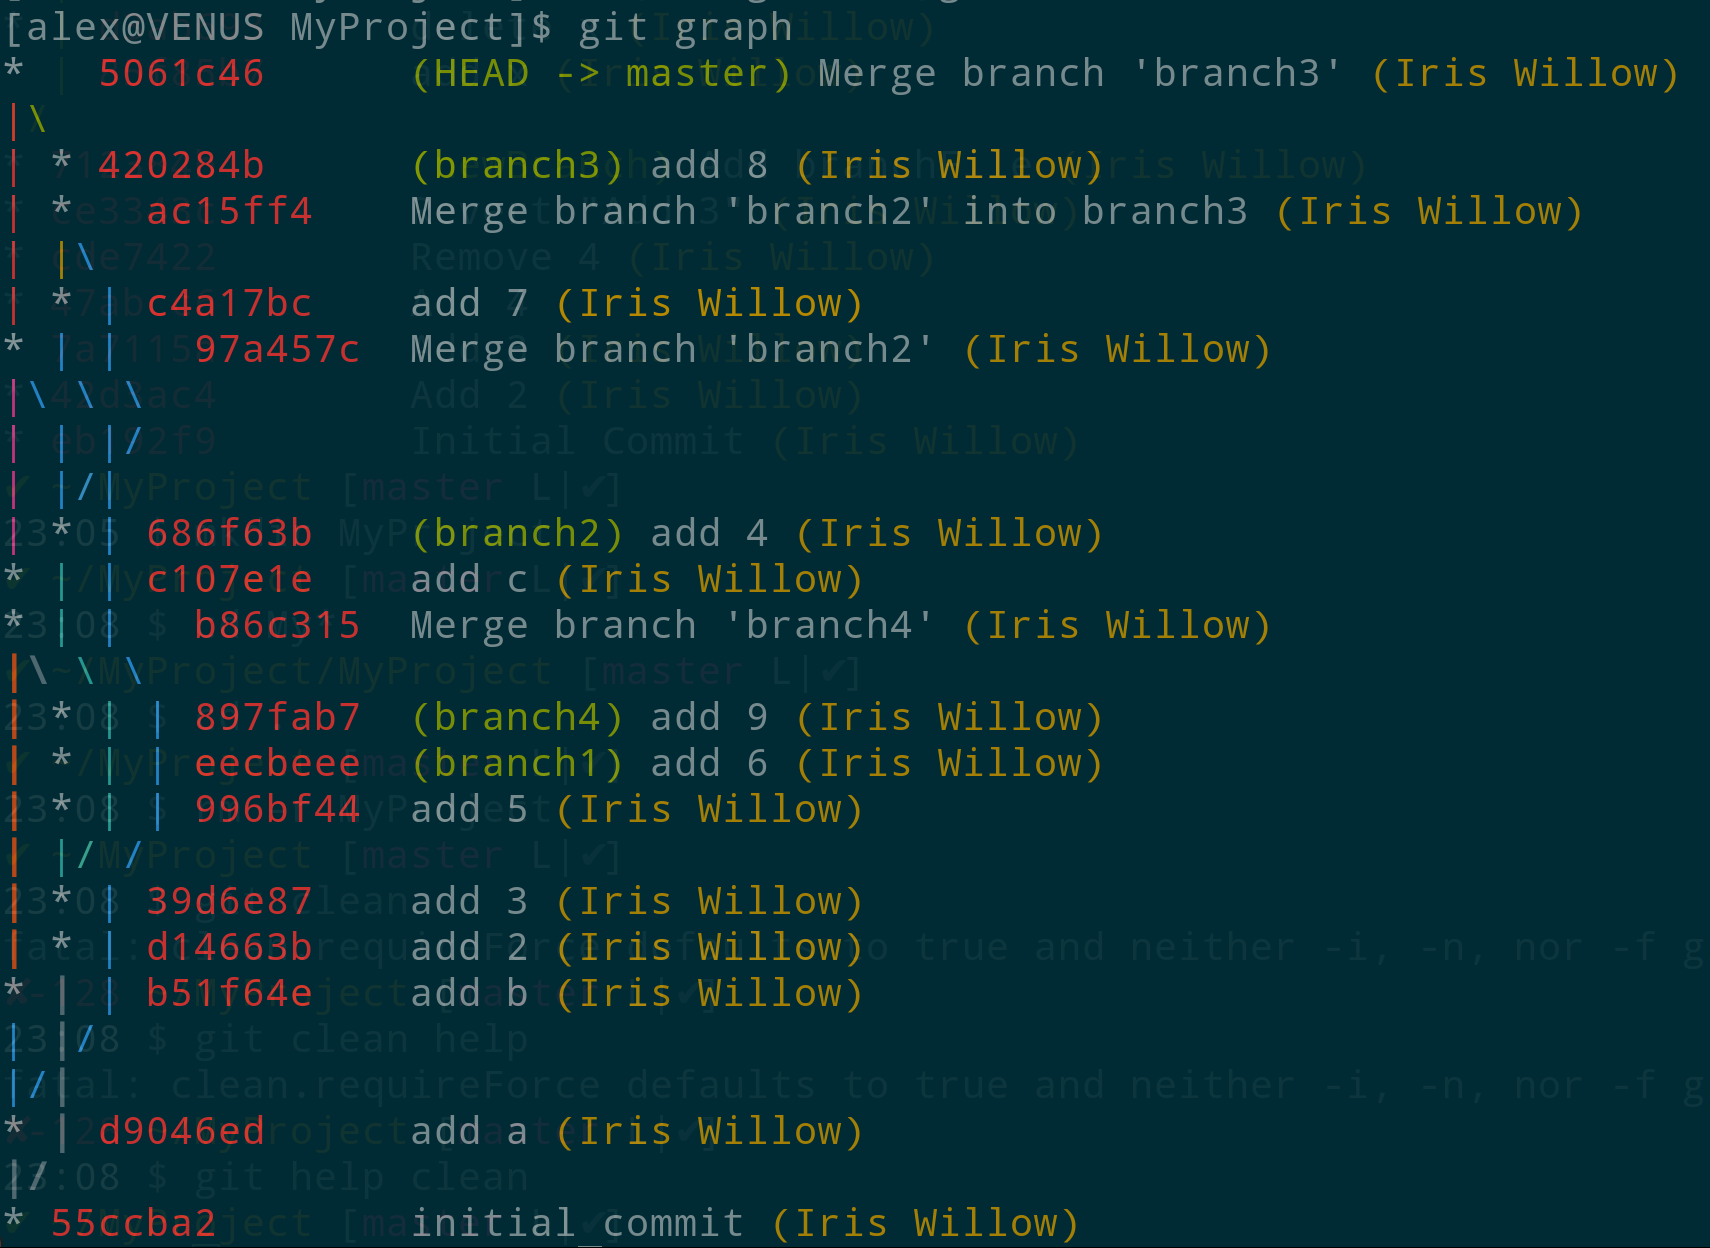 [alex@VENUS MyProject]$ git graph
*   5061c46      (HEAD -> master) Merge branch 'branch3' (Iris Willow)
|\
| * 420284b      (branch3) add 8 (Iris Willow)
| *   ac15ff4    Merge branch 'branch2' into branch3 (Iris Willow)
| |\
| * | c4a17bc    add 7 (Iris Willow)
* | |   97a457c  Merge branch 'branch2' (Iris Willow)
|\ \ \
| | |/
| |/|
| * | 686f63b    (branch2) add 4 (Iris Willow)
* | | c107e1e    add c (Iris Willow)
* | |   b86c315  Merge branch 'branch4' (Iris Willow)
|\ \ \
| * | | 897fab7  (branch4) add 9 (Iris Willow)
| * | | eecbeee  (branch1) add 6 (Iris Willow)
| * | | 996bf44  add 5 (Iris Willow)
| |/ /
| * | 39d6e87    add 3 (Iris Willow)
| * | d14663b    add 2 (Iris Willow)
* | | b51f64e    add b (Iris Willow)
| |/
|/|
* | d9046ed      add a (Iris Willow)
|/
* 55ccba2        initial_commit (Iris Willow)